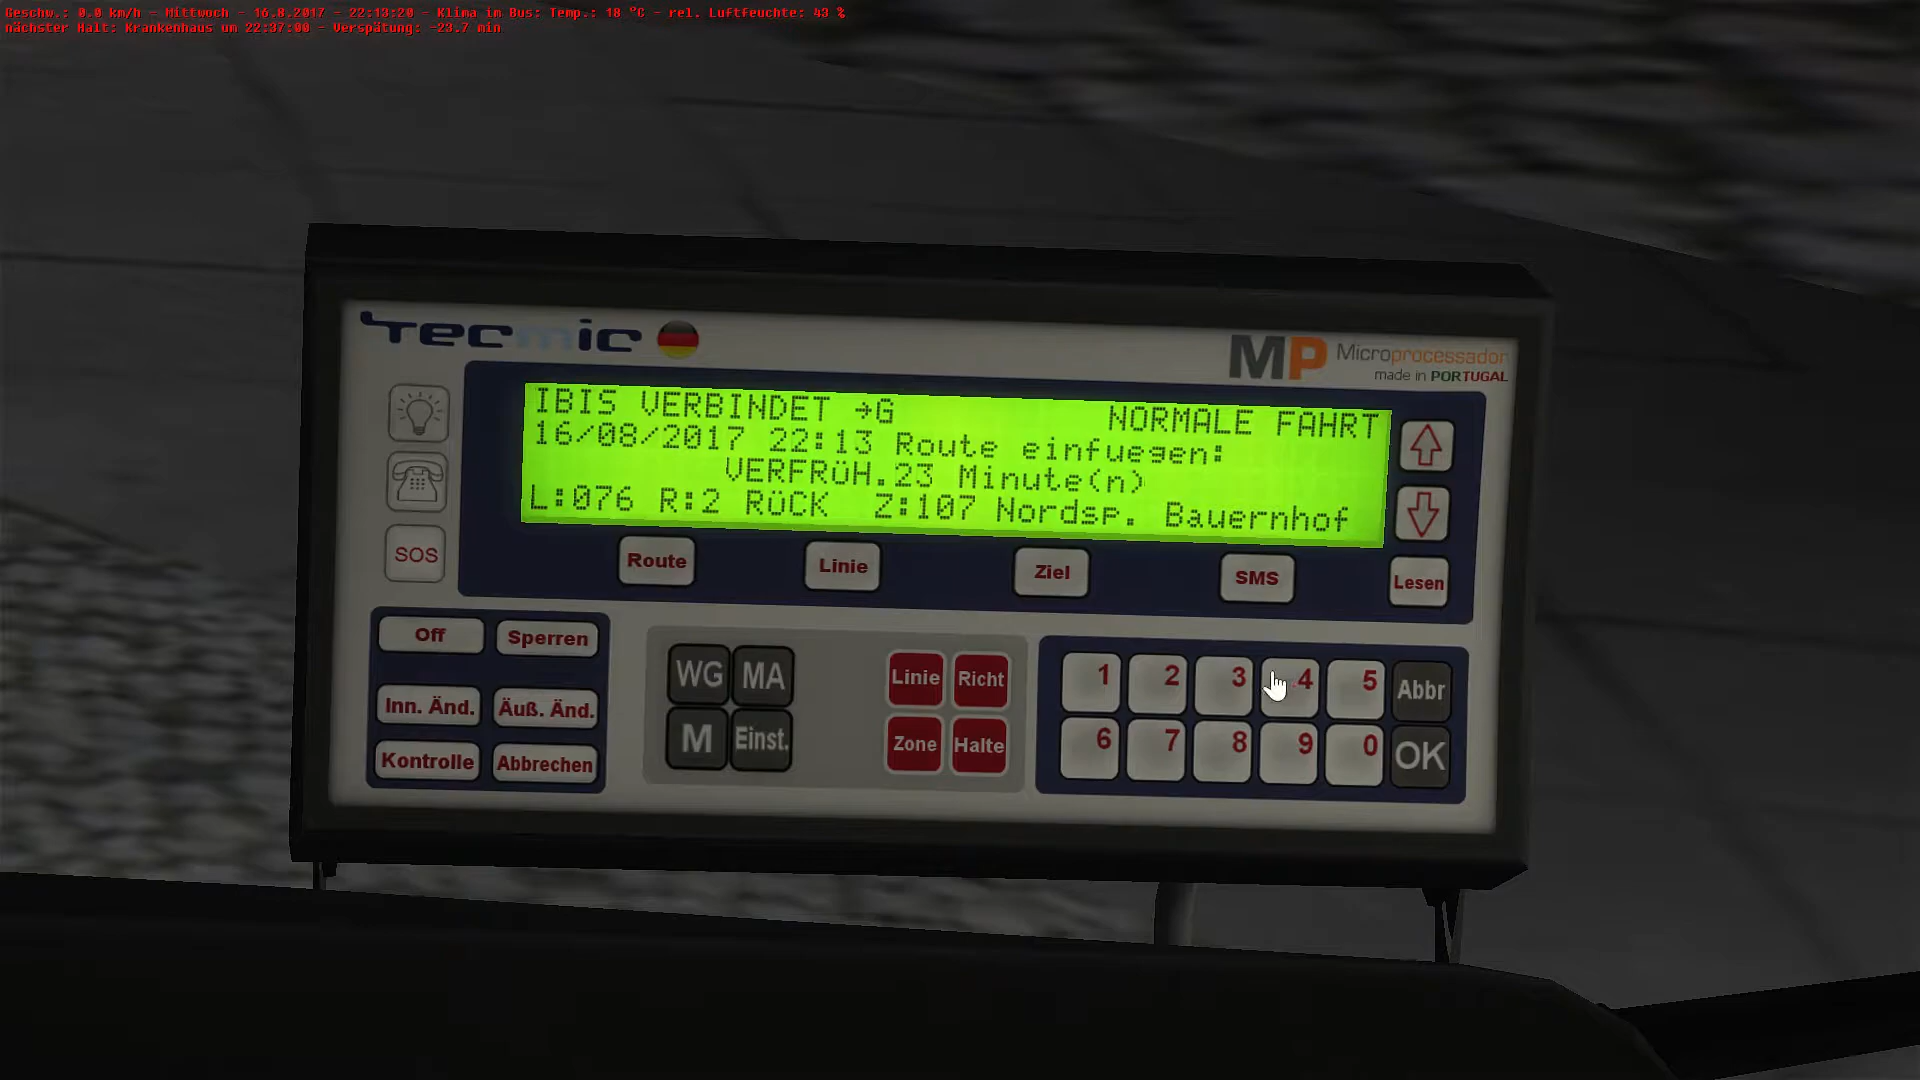 Geschw.: 0.0 km/h - Mittwoch - 16.8.2017 - 22:13:20 - Klima im Bus: Temp.: 18 °C - rel. Luftfeuchte: 43 %
nächster Halt: Krankenhaus um 22:37:00 - Verspätung: -23.7 min
Tecmic
MP Microprocessador
made in PORTUGAL
IBIS VERBINDET →G NORMALE FAHRT
16/08/2017 22:13 Route einfuegen:
VERFRüH.23 Minute(n)
L:076 R:2 RüCK Z:107 Nordsp. Bauernhof
SOS
Route Linie Ziel SMS Lesen
Off Sperren
Inn. Änd. Äuß. Änd.
Kontrolle Abbrechen
WG MA
M Einst.
Linie Richt
Zone Halte
1 2 3 4 5 Abbr
6 7 8 9 0 OK